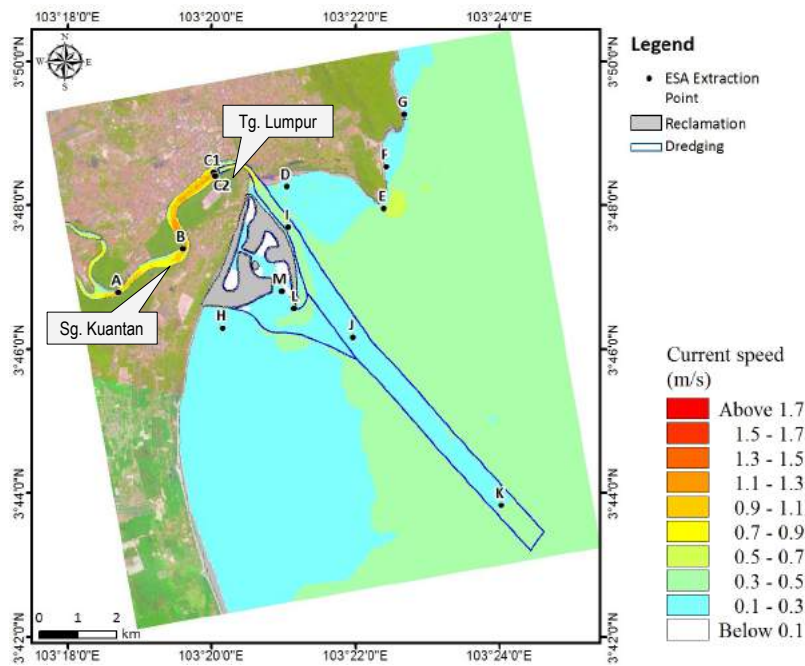 103°18'0"E 103°20'0"E 103°22'0"E 103°24'0"E
3°50'0"N 3°50'0"N
N
W E
S
Legend
ESA Extraction
Point
Reclamation
Dredging
G
Tg. Lumpur
F
C1
C2
D
E
3°48'0"N 3°48'0"N
I
B
A
M
L
Sg. Kuantan
H
J
3°46'0"N 3°46'0"N
Current speed
(m/s)
Above 1.7
1.5 - 1.7
1.3 - 1.5
1.1 - 1.3
0.9 - 1.1
0.7 - 0.9
0.5 - 0.7
0.3 - 0.5
0.1 - 0.3
Below 0.1
K
3°44'0"N 3°44'0"N
0 1 2
km
3°42'0"N 3°42'0"N
103°18'0"E 103°20'0"E 103°22'0"E 103°24'0"E